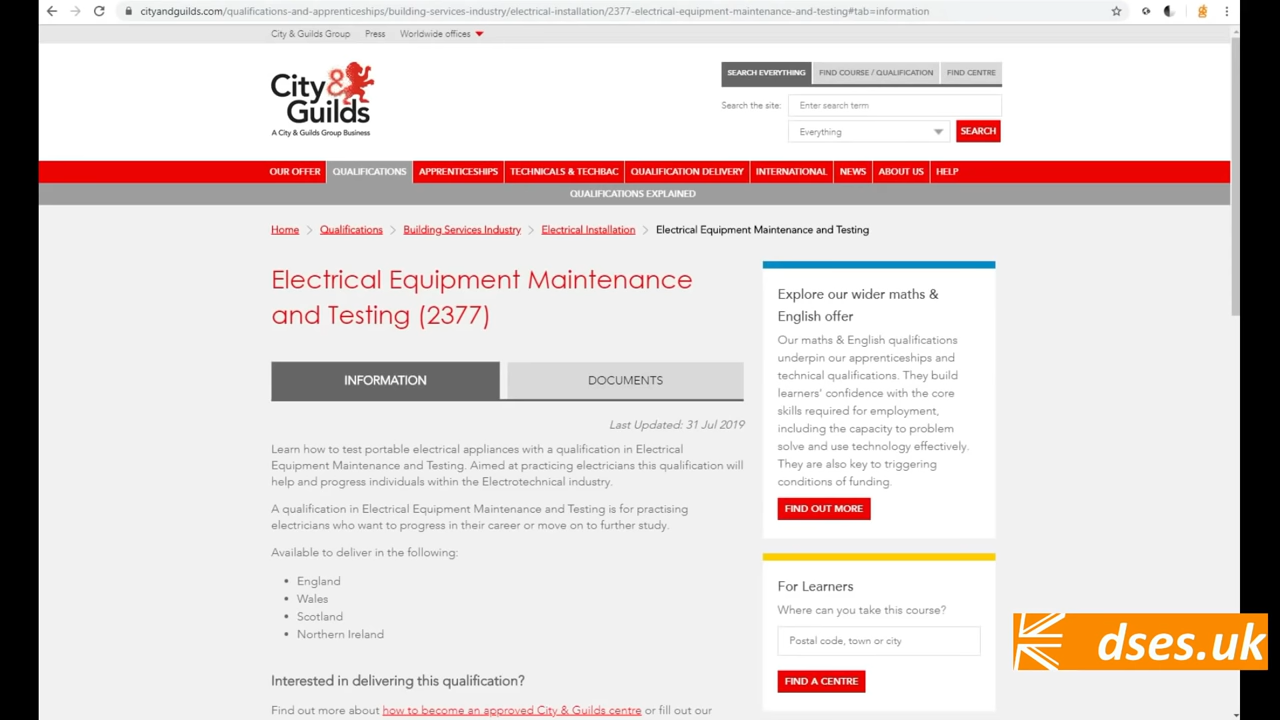 cityandguilds.com/qualifications-and-apprenticeships/building-services-industry/electrical-installation/2377-electrical-equipment-maintenance-and-testing#tab=information
City & Guilds Group Press Worldwide offices
City &
Guilds
A City & Guilds Group Business
SEARCH EVERYTHING FIND COURSE / QUALIFICATION FIND CENTRE
Search the site: Enter search term
Everything SEARCH
OUR OFFER QUALIFICATIONS APPRENTICESHIPS TECHNICALS & TECHBAC QUALIFICATION DELIVERY INTERNATIONAL NEWS ABOUT US HELP
QUALIFICATIONS EXPLAINED
Home > Qualifications > Building Services Industry > Electrical Installation > Electrical Equipment Maintenance and Testing
Electrical Equipment Maintenance
and Testing (2377)
INFORMATION DOCUMENTS
Last Updated: 31 Jul 2019
Learn how to test portable electrical appliances with a qualification in Electrical
Equipment Maintenance and Testing. Aimed at practicing electricians this qualification will
help and progress individuals within the Electrotechnical industry.
A qualification in Electrical Equipment Maintenance and Testing is for practising
electricians who want to progress in their career or move on to further study.
Available to deliver in the following:
• England
• Wales
• Scotland
• Northern Ireland
Interested in delivering this qualification?
Find out more about how to become an approved City & Guilds centre or fill out our
Explore our wider maths &
English offer
Our maths & English qualifications
underpin our apprenticeships and
technical qualifications. They build
learners' confidence with the core
skills required for employment,
including the capacity to problem
solve and use technology effectively.
They are also key to triggering
conditions of funding.
FIND OUT MORE
For Learners
Where can you take this course?
Postal code, town or city
FIND A CENTRE
dses.uk